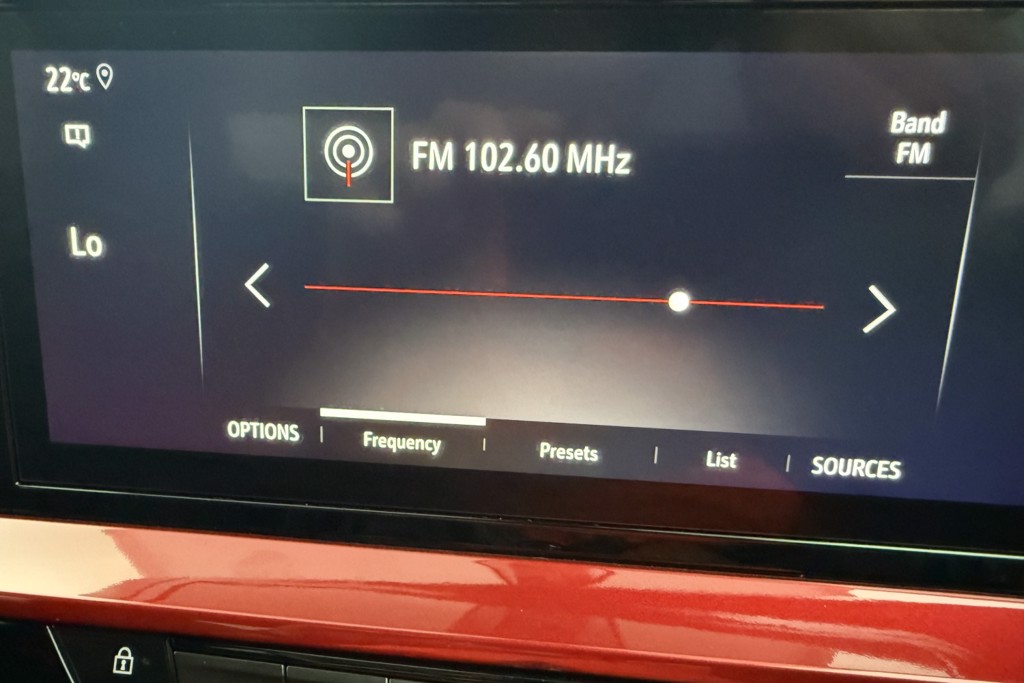 22°C
Band
FM
FM 102.60 MHz
Lo
OPTIONS
Frequency
Presets
List
SOURCES